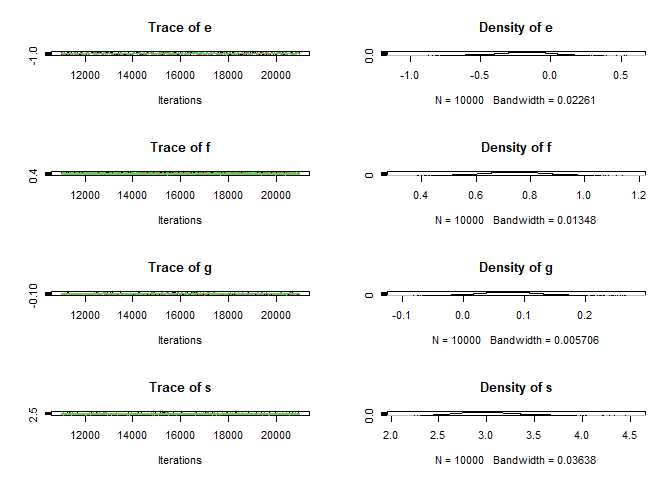 Trace of e
-1.0
12000 14000 16000 18000 20000
Iterations
Density of e
0.0
-1.0 -0.5 0.0 0.5
N = 10000 Bandwidth = 0.02261
Trace of f
0.4
12000 14000 16000 18000 20000
Iterations
Density of f
0
0.4 0.6 0.8 1.0 1.2
N = 10000 Bandwidth = 0.01348
Trace of g
-0.10
12000 14000 16000 18000 20000
Iterations
Density of g
0
-0.1 0.0 0.1 0.2
N = 10000 Bandwidth = 0.005706
Trace of s
2.5
12000 14000 16000 18000 20000
Iterations
Density of s
0.0
2.0 2.5 3.0 3.5 4.0 4.5
N = 10000 Bandwidth = 0.03638